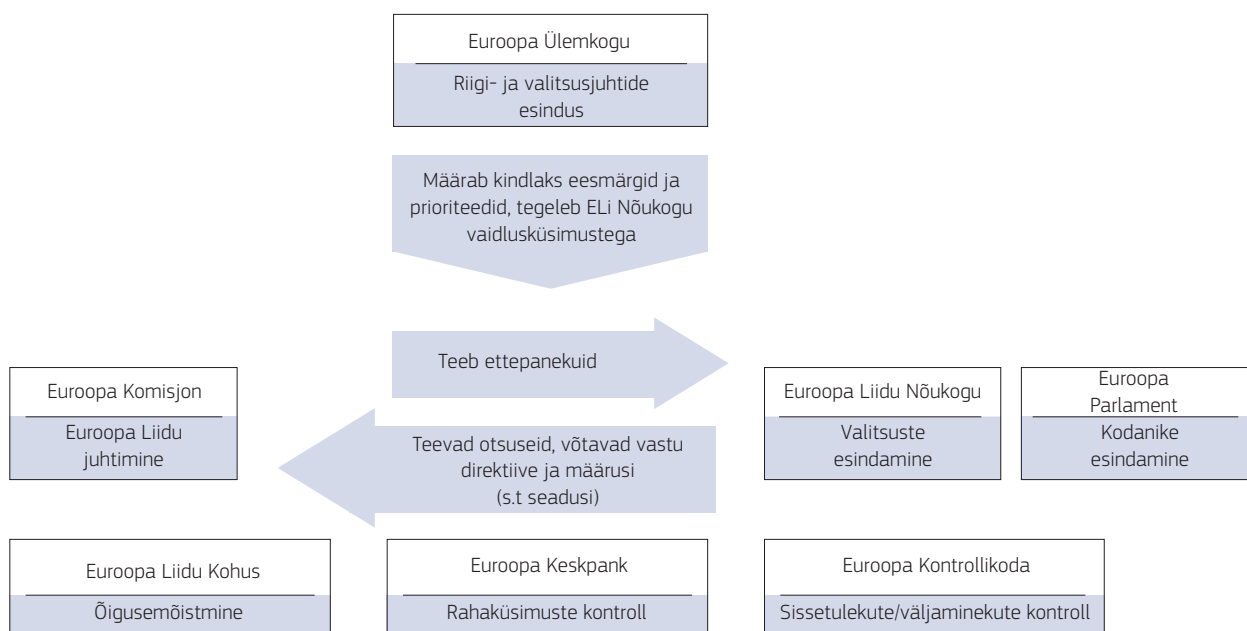 Euroopa Ülemkogu
Riigi- ja valitsusjuhtide
esindus
Määrab kindlaks eesmärgid ja
prioriteedid, tegeleb ELi Nõukogu
vaidlusküsimustega
Teeb ettepanekuid
Euroopa Komisjon
Euroopa Liidu
juhtimine
Euroopa Liidu Nõukogu
Valitsuste
esindamine
Euroopa
Parlament
Kodanike
esindamine
Teevad otsuseid, võtavad vastu
direktiive ja määrusi
(s.t seadusi)
Euroopa Liidu Kohus
Õigusemõistmine
Euroopa Keskpank
Rahaküsimuste kontroll
Euroopa Kontrollikoda
Sissetulekute/väljaminekute kontroll